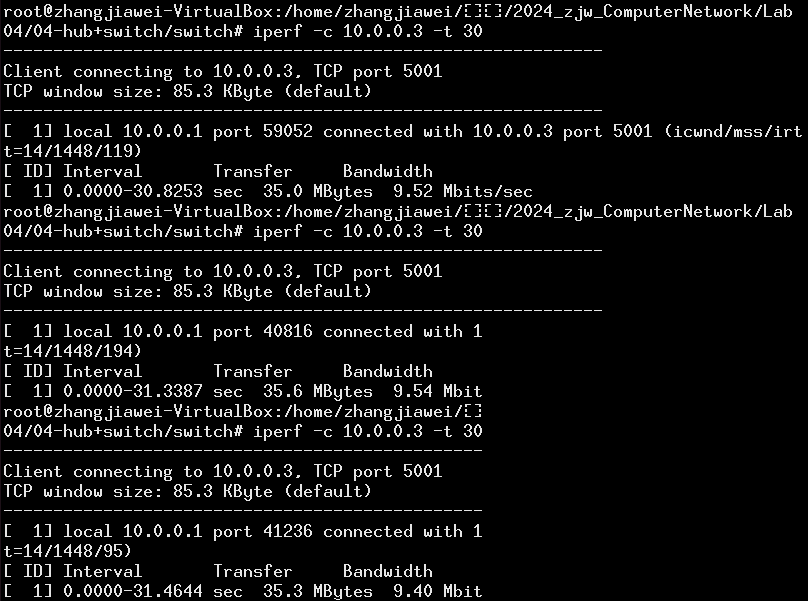 root@zhangjiawei-VirtualBox:/home/zhangjiawei/[][]/2024_zjw_ComputerNetwork/Lab
04/04-hub+switch/switch# iperf -c 10.0.0.3 -t 30
------------------------------------------------------------
Client connecting to 10.0.0.3, TCP port 5001
TCP window size: 85.3 KByte (default)
------------------------------------------------------------
[  1] local 10.0.0.1 port 59052 connected with 10.0.0.3 port 5001 (icwnd/mss/irt
t=14/1448/119)
[ ID] Interval       Transfer     Bandwidth
[  1] 0.0000-30.8253 sec  35.0 MBytes  9.52 Mbits/sec
root@zhangjiawei-VirtualBox:/home/zhangjiawei/[][]/2024_zjw_ComputerNetwork/Lab
04/04-hub+switch/switch# iperf -c 10.0.0.3 -t 30
------------------------------------------------------------
Client connecting to 10.0.0.3, TCP port 5001
TCP window size: 85.3 KByte (default)
------------------------------------------------------------
[  1] local 10.0.0.1 port 40816 connected with 1
t=14/1448/194)
[ ID] Interval       Transfer     Bandwidth
[  1] 0.0000-31.3387 sec  35.6 MBytes  9.54 Mbit
root@zhangjiawei-VirtualBox:/home/zhangjiawei/[]
04/04-hub+switch/switch# iperf -c 10.0.0.3 -t 30
------------------------------------------------
Client connecting to 10.0.0.3, TCP port 5001
TCP window size: 85.3 KByte (default)
------------------------------------------------
[  1] local 10.0.0.1 port 41236 connected with 1
t=14/1448/95)
[ ID] Interval       Transfer     Bandwidth
[  1] 0.0000-31.4644 sec  35.3 MBytes  9.40 Mbit